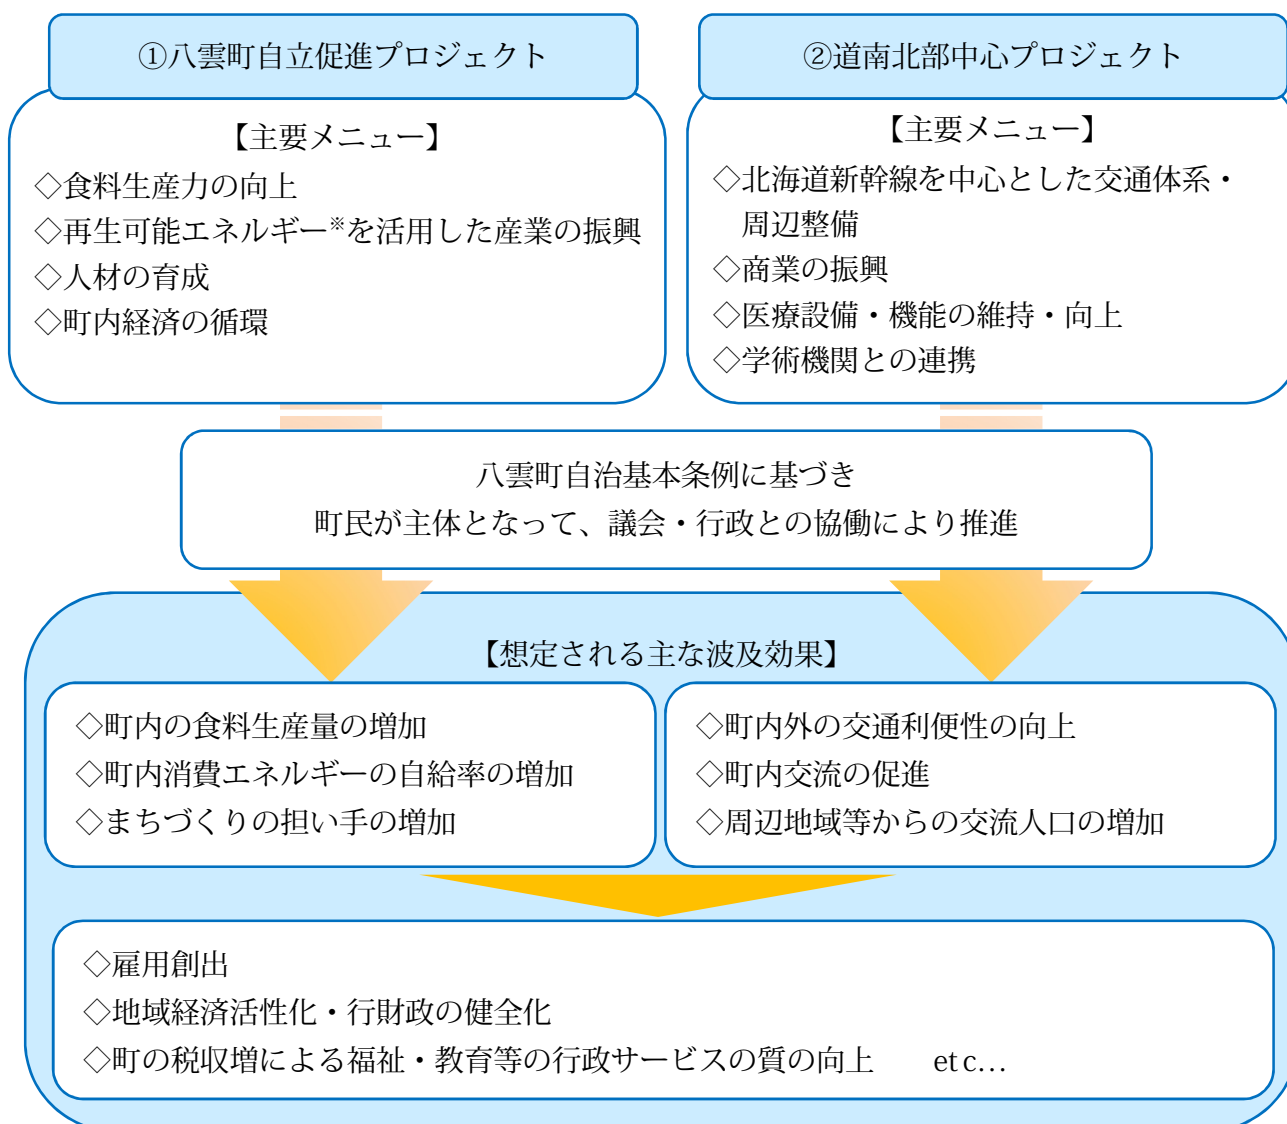 ①八雲町自立促進プロジェクト
【主要メニュー】
◇食料生産力の向上
◇再生可能エネルギー※を活用した産業の振興
◇人材の育成
◇町内経済の循環
②道南北部中心プロジェクト
【主要メニュー】
◇北海道新幹線を中心とした交通体系・
周辺整備
◇商業の振興
◇医療設備・機能の維持・向上
◇学術機関との連携
八雲町自治基本条例に基づき
町民が主体となって、議会・行政との協働により推進
【想定される主な波及効果】
◇町内の食料生産量の増加
◇町内消費エネルギーの自給率の増加
◇まちづくりの担い手の増加
◇町内外の交通利便性の向上
◇町内交流の促進
◇周辺地域等からの交流人口の増加
◇雇用創出
◇地域経済活性化・行財政の健全化
◇町の税収増による福祉・教育等の行政サービスの質の向上　　etc…